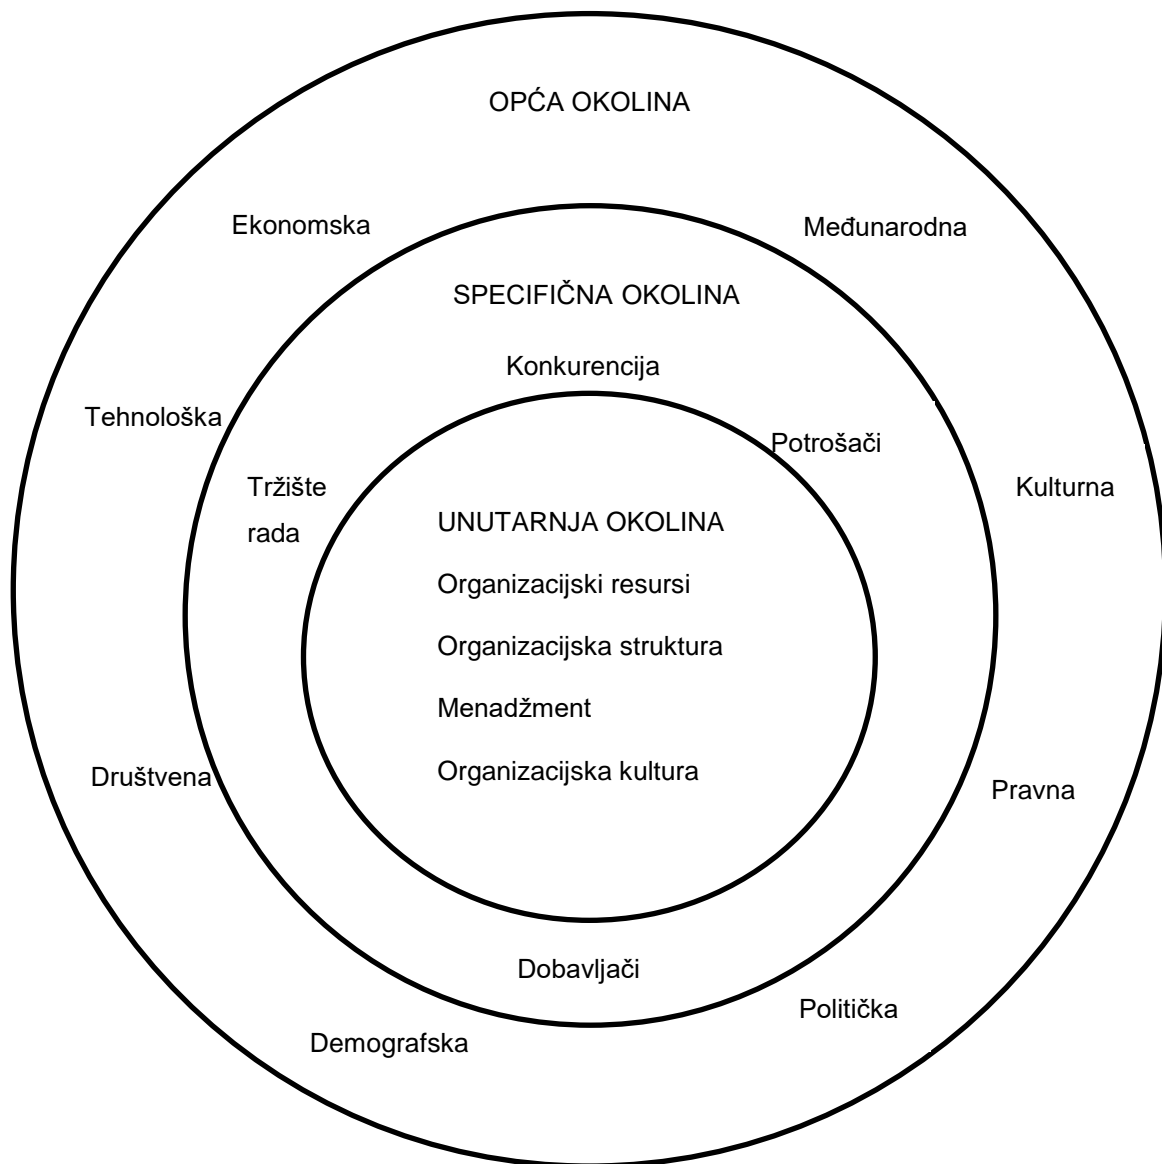 OPĆA OKOLINA
Ekonomska
Međunarodna
SPECIFIČNA OKOLINA
Konkurencija
Tehnološka
Potrošači
Tržište
rada
Kulturna
UNUTARNJA OKOLINA
Organizacijski resursi
Organizacijska struktura
Menadžment
Organizacijska kultura
Društvena
Pravna
Dobavljači
Politička
Demografska